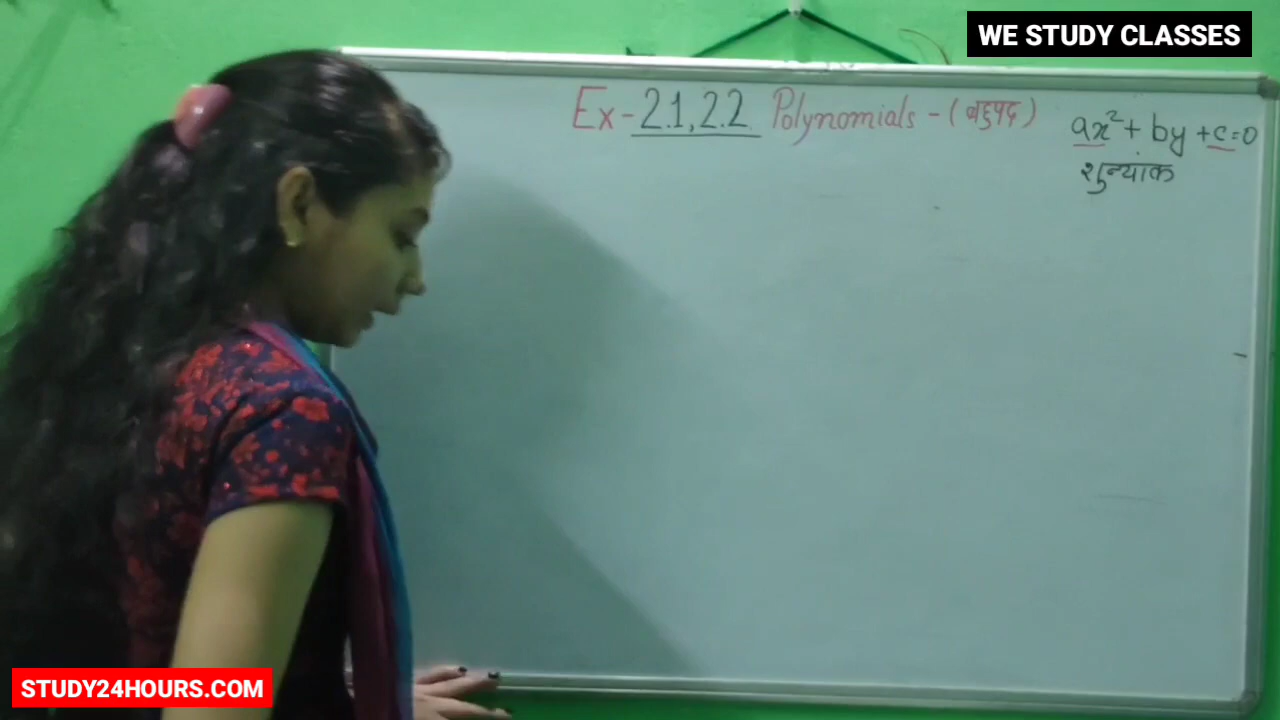 WE STUDY CLASSES
Ex-2.1,2.2 Polynomials - (बहुपद)
ax² + by + c = 0
शुन्यांक
STUDY24HOURS.COM